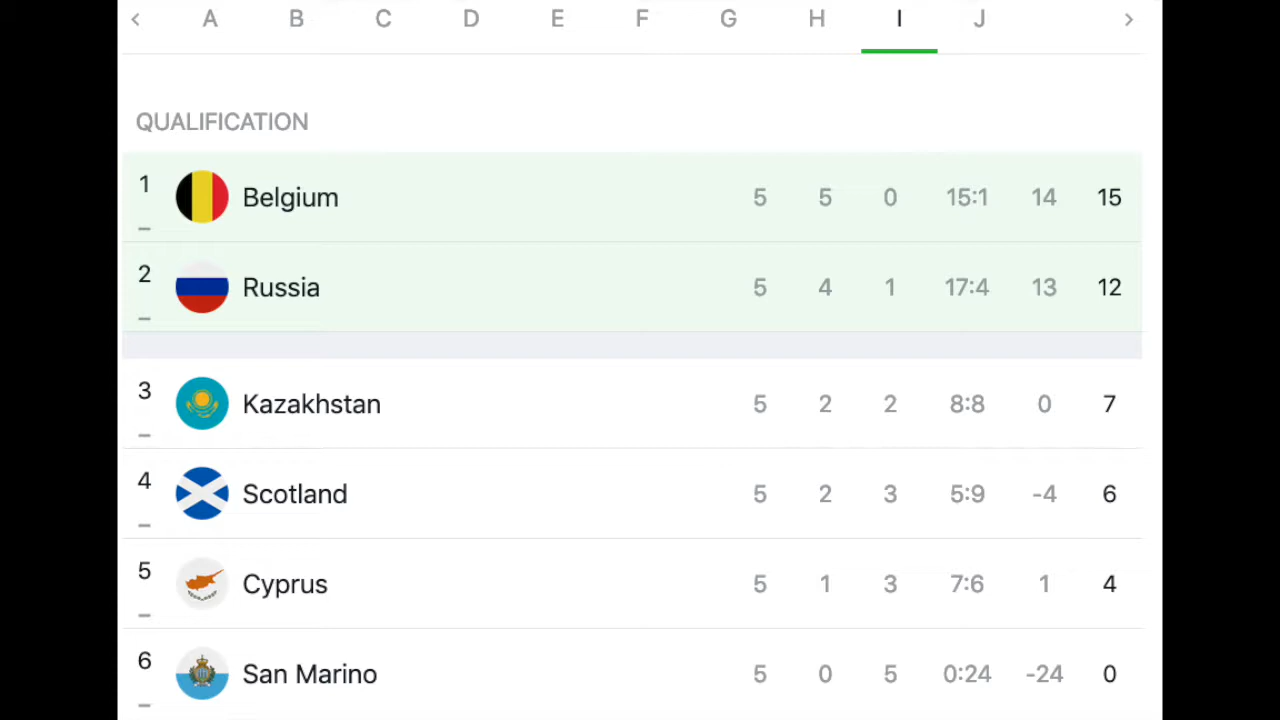 < A B C D E F G H I J >
QUALIFICATION
1 Belgium 5 5 0 15:1 14 15
2 Russia 5 4 1 17:4 13 12
3 Kazakhstan 5 2 2 8:8 0 7
4 Scotland 5 2 3 5:9 -4 6
5 Cyprus 5 1 3 7:6 1 4
6 San Marino 5 0 5 0:24 -24 0